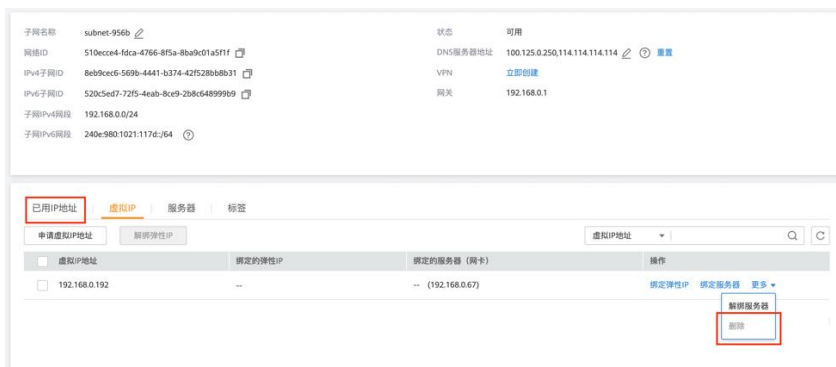 子网名称 subnet-956b 状态 可用
网络ID 510ecce4-fdca-4766-8f5a-8ba9c01a5f1f DNS服务器地址 100.125.0.250,114.114.114.114 重置
IPv4子网ID 8eb9cec6-569b-4441-b374-42f528bb8b31 VPN 立即创建
IPv6子网ID 520c5ed7-72f5-4eab-8ce9-2b8c648999b9 网关 192.168.0.1
子网IPv4网段 192.168.0.0/24
子网IPv6网段 240e:980:1021:117d::/64
已用IP地址 虚拟IP 服务器 标签
申请虚拟IP地址 解绑弹性IP 虚拟IP地址
虚拟IP地址 绑定的弹性IP 绑定的服务器（网卡） 操作
192.168.0.192 -- -- (192.168.0.67) 绑定弹性IP 绑定服务器 更多
解绑服务器
删除